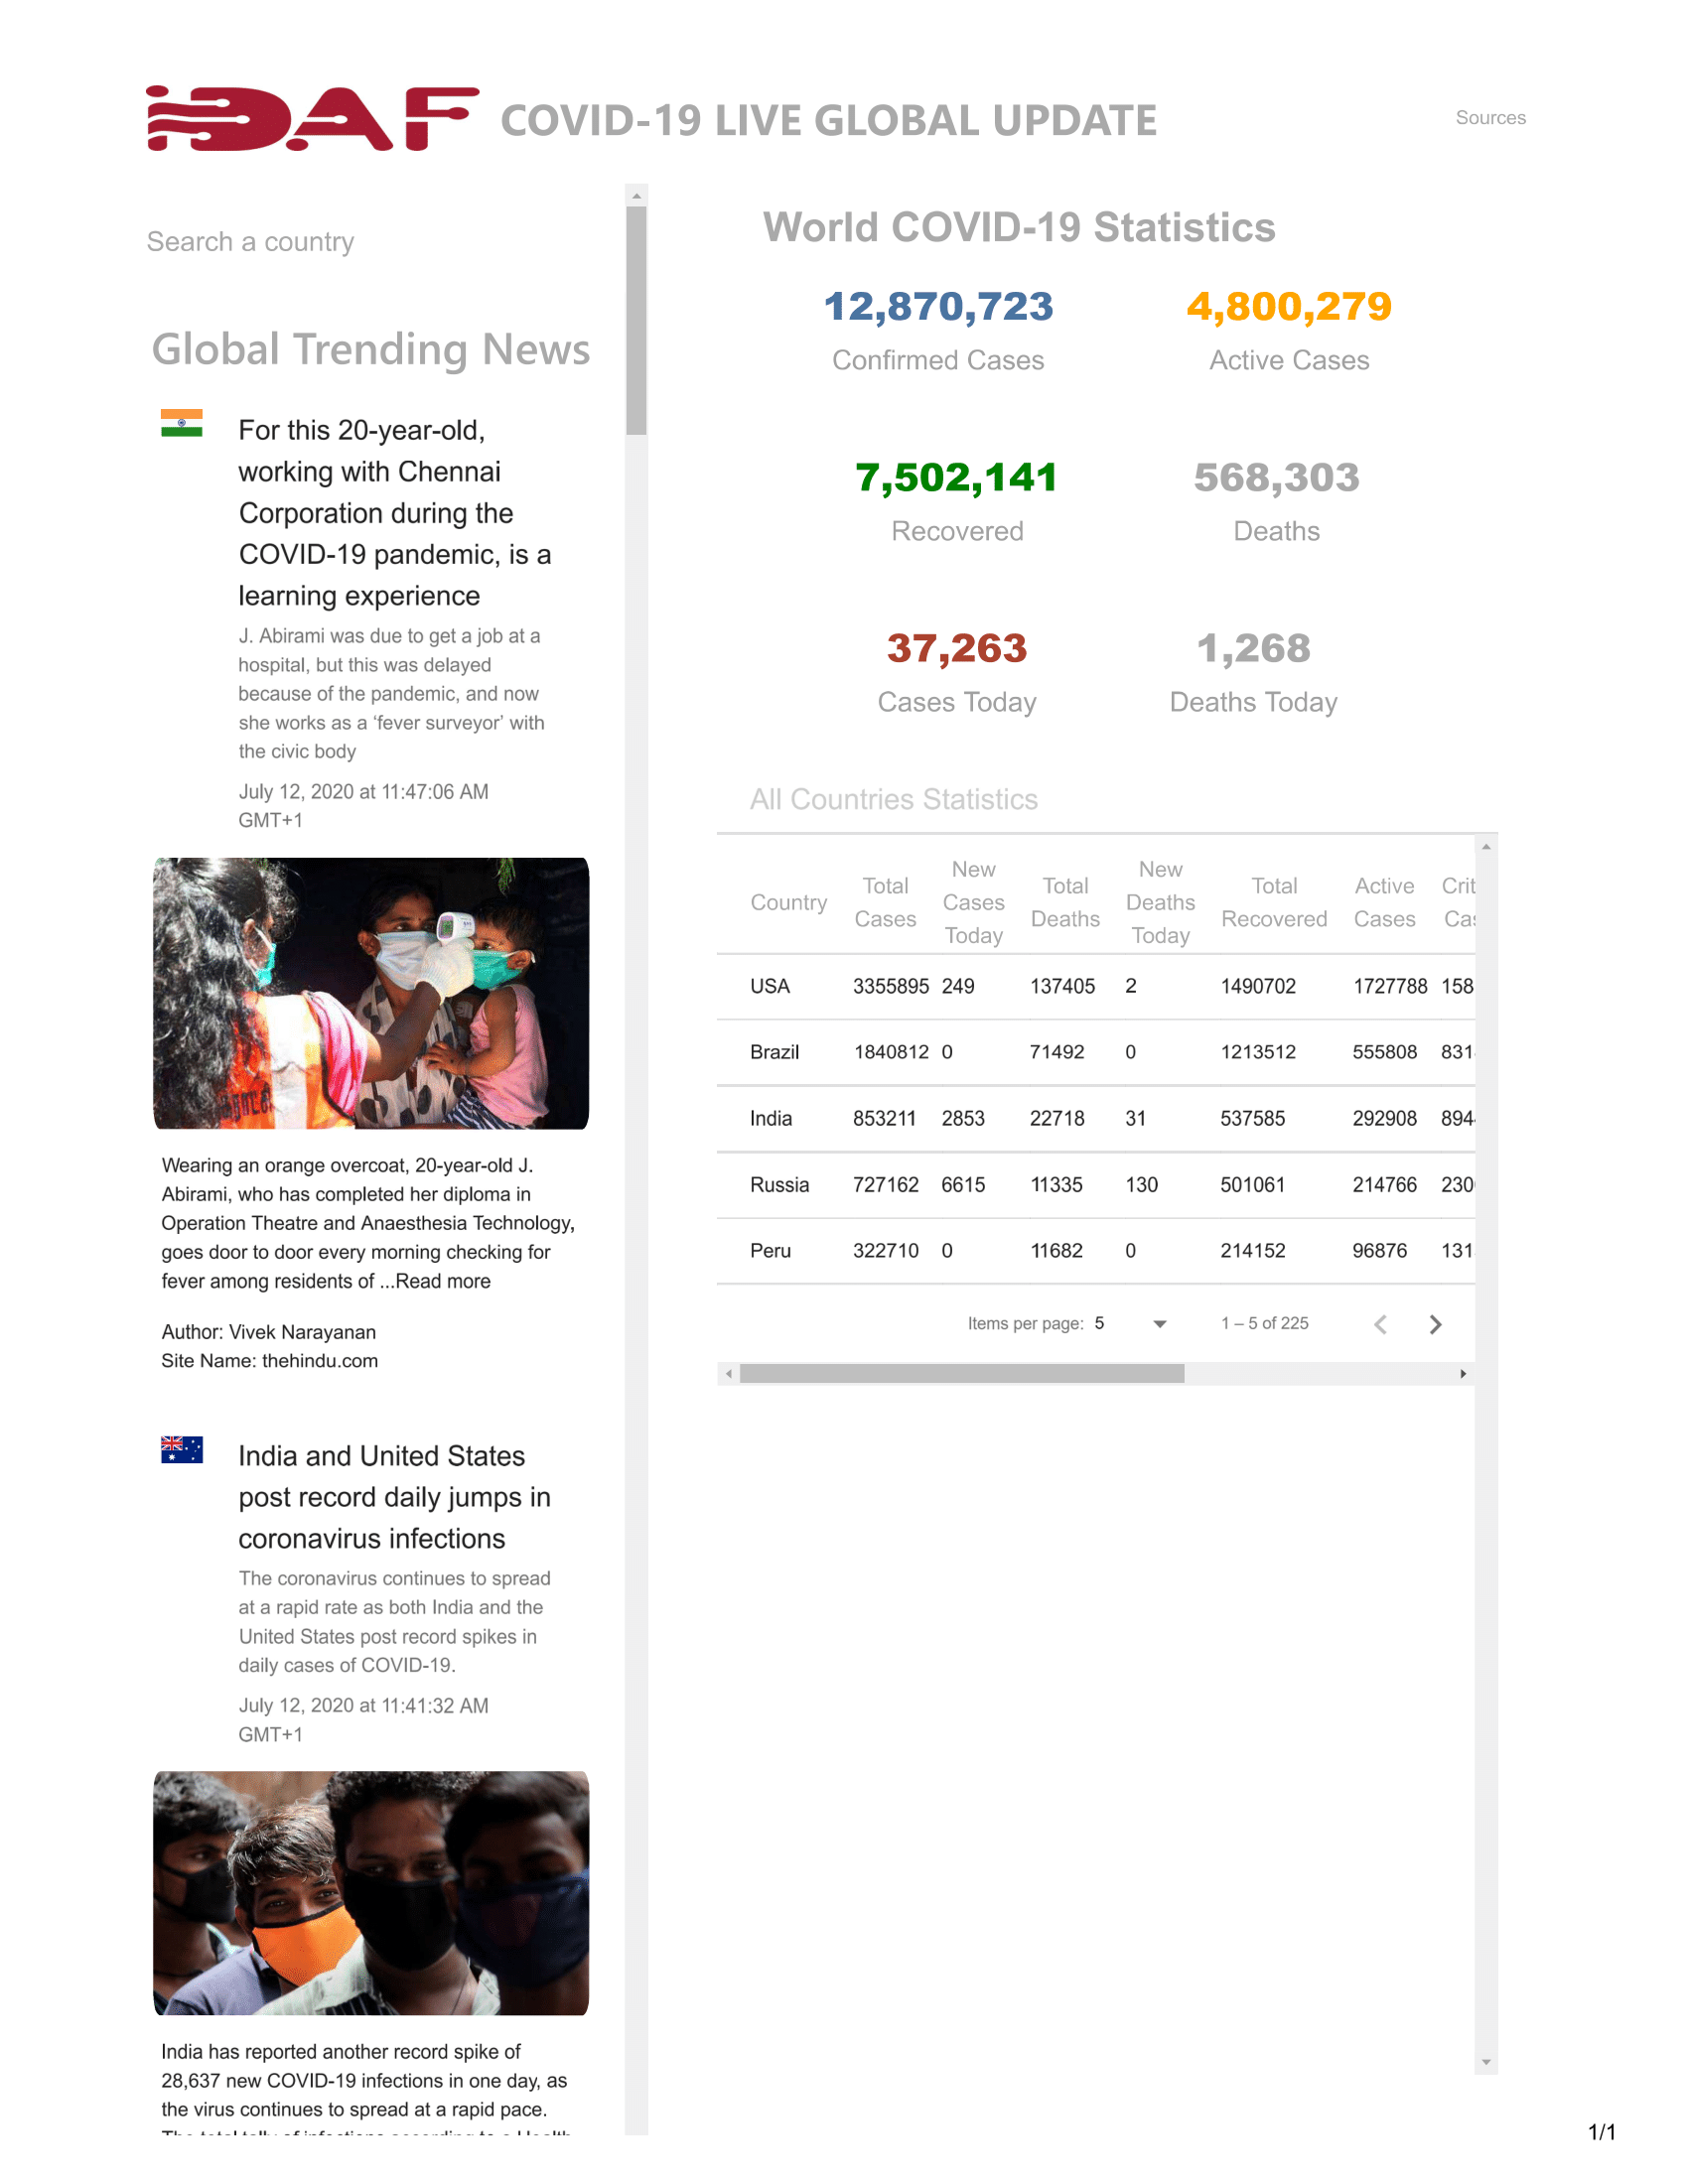 iDAF COVID-19 LIVE GLOBAL UPDATE
Sources
Search a country
Global Trending News
For this 20-year-old,
working with Chennai
Corporation during the
COVID-19 pandemic, is a
learning experience
J. Abirami was due to get a job at a
hospital, but this was delayed
because of the pandemic, and now
she works as a ‘fever surveyor’ with
the civic body
July 12, 2020 at 11:47:06 AM
GMT+1
Wearing an orange overcoat, 20-year-old J.
Abirami, who has completed her diploma in
Operation Theatre and Anaesthesia Technology,
goes door to door every morning checking for
fever among residents of ...Read more
Author: Vivek Narayanan
Site Name: thehindu.com
India and United States
post record daily jumps in
coronavirus infections
The coronavirus continues to spread
at a rapid rate as both India and the
United States post record spikes in
daily cases of COVID-19.
July 12, 2020 at 11:41:32 AM
GMT+1
India has reported another record spike of
28,637 new COVID-19 infections in one day, as
the virus continues to spread at a rapid pace.
World COVID-19 Statistics
12,870,723 4,800,279
Confirmed Cases Active Cases
7,502,141 568,303
Recovered Deaths
37,263 1,268
Cases Today Deaths Today
All Countries Statistics
Country Total Cases New Cases Today Total Deaths New Deaths Today Total Recovered Active Cases Crit
USA 3355895 249 137405 2 1490702 1727788 158
Brazil 1840812 0 71492 0 1213512 555808 831
India 853211 2853 22718 31 537585 292908 894
Russia 727162 6615 11335 130 501061 214766 230
Peru 322710 0 11682 0 214152 96876 131
Items per page: 5 1 – 5 of 225
1/1